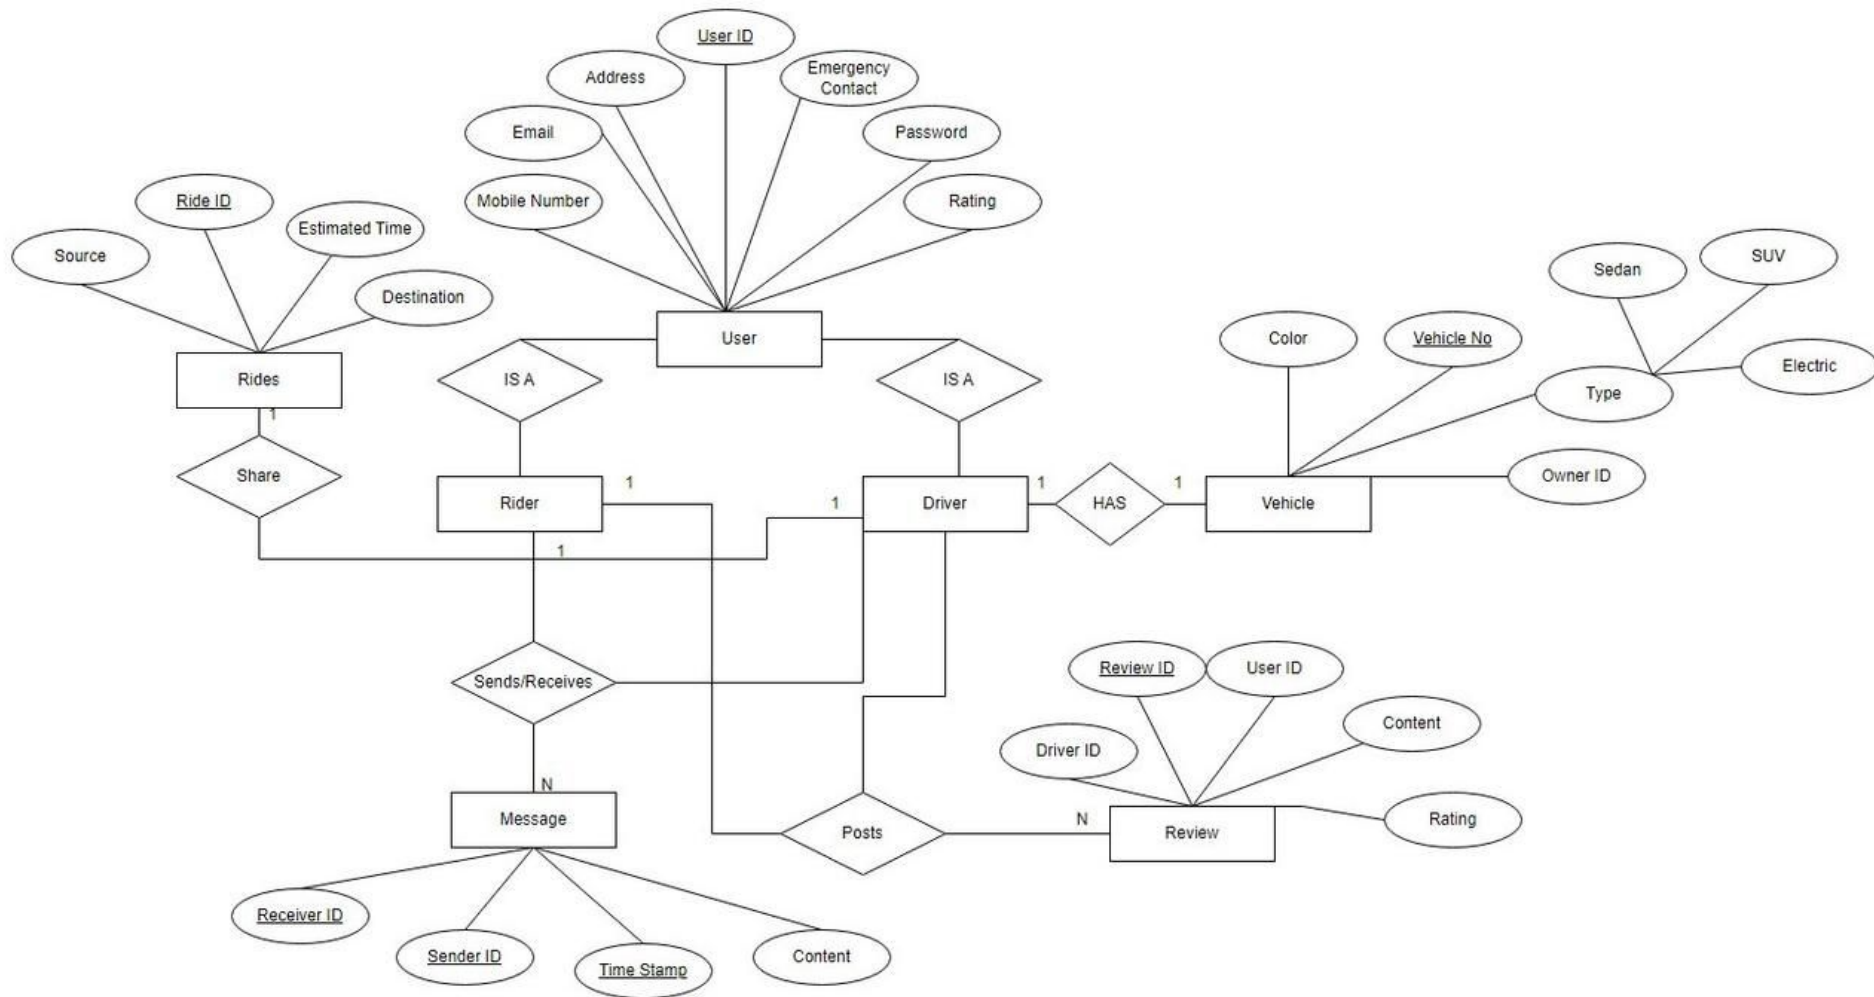 User ID
Address
Emergency
Contact
Email
Password
Mobile Number
Rating
Ride ID
Estimated Time
Source
Destination
User
Rides
1
Share
IS A
IS A
Sedan
SUV
Color
Vehicle No
Electric
Type
Owner ID
Rider
1
1
Driver
1
HAS
1
Vehicle
1
Sends/Receives
N
Message
Receiver ID
Sender ID
Time Stamp
Content
Review ID
User ID
Content
Driver ID
Rating
Posts
N
Review